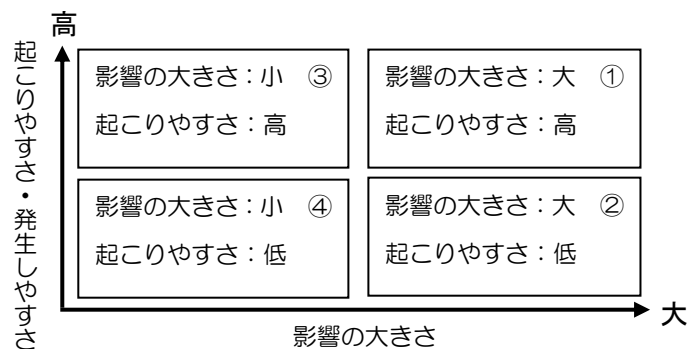 高
起こりやすさ・発生しやすさ
影響の大きさ：小 ③
起こりやすさ：高
影響の大きさ：大 ①
起こりやすさ：高
影響の大きさ：小 ④
起こりやすさ：低
影響の大きさ：大 ②
起こりやすさ：低
大
影響の大きさ